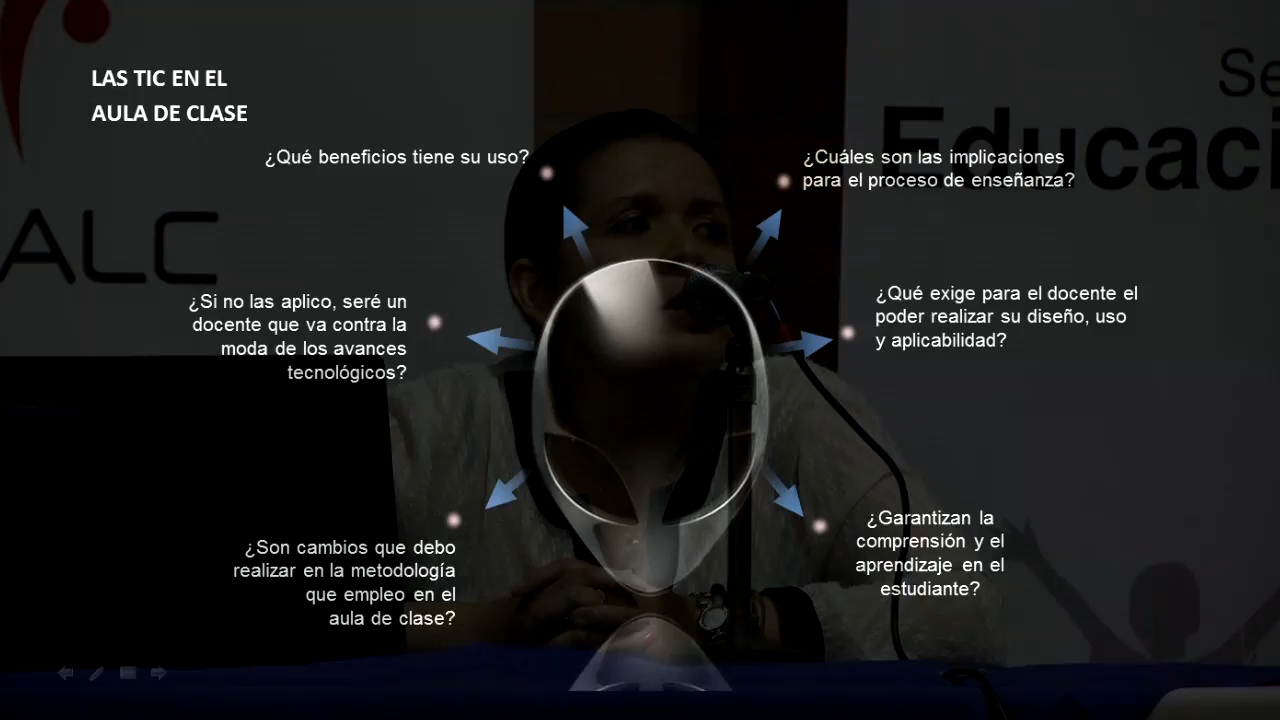 LAS TIC EN EL
AULA DE CLASE
¿Qué beneficios tiene su uso?
¿Cuáles son las implicaciones
para el proceso de enseñanza?
¿Si no las aplico, seré un
docente que va contra la
moda de los avances
tecnológicos?
¿Qué exige para el docente el
poder realizar su diseño, uso
y aplicabilidad?
¿Son cambios que debo
realizar en la metodología
que empleo en el
aula de clase?
¿Garantizan la
comprensión y el
aprendizaje en el
estudiante?
ALC
Se
Educaci